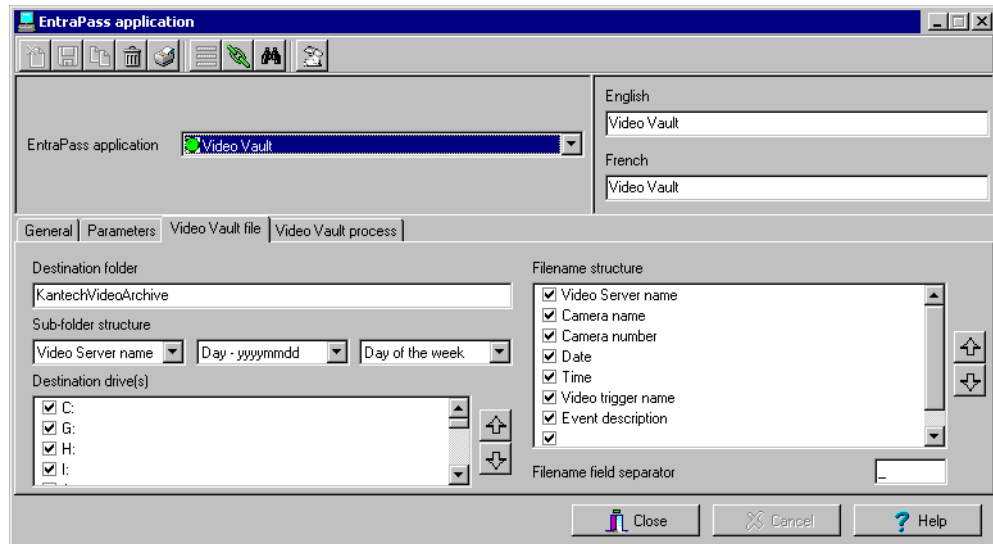 EntraPass application
English
Video Vault
EntraPass application Video Vault
French
Video Vault
General Parameters Video Vault file Video Vault process
Destination folder
KantechVideoArchive
Sub-folder structure
Video Server name Day - yyyymmdd Day of the week
Destination drive(s)
C:
G:
H:
I:
Filename structure
Video Server name
Camera name
Camera number
Date
Time
Video trigger name
Event description
Filename field separator _
Close Cancel Help